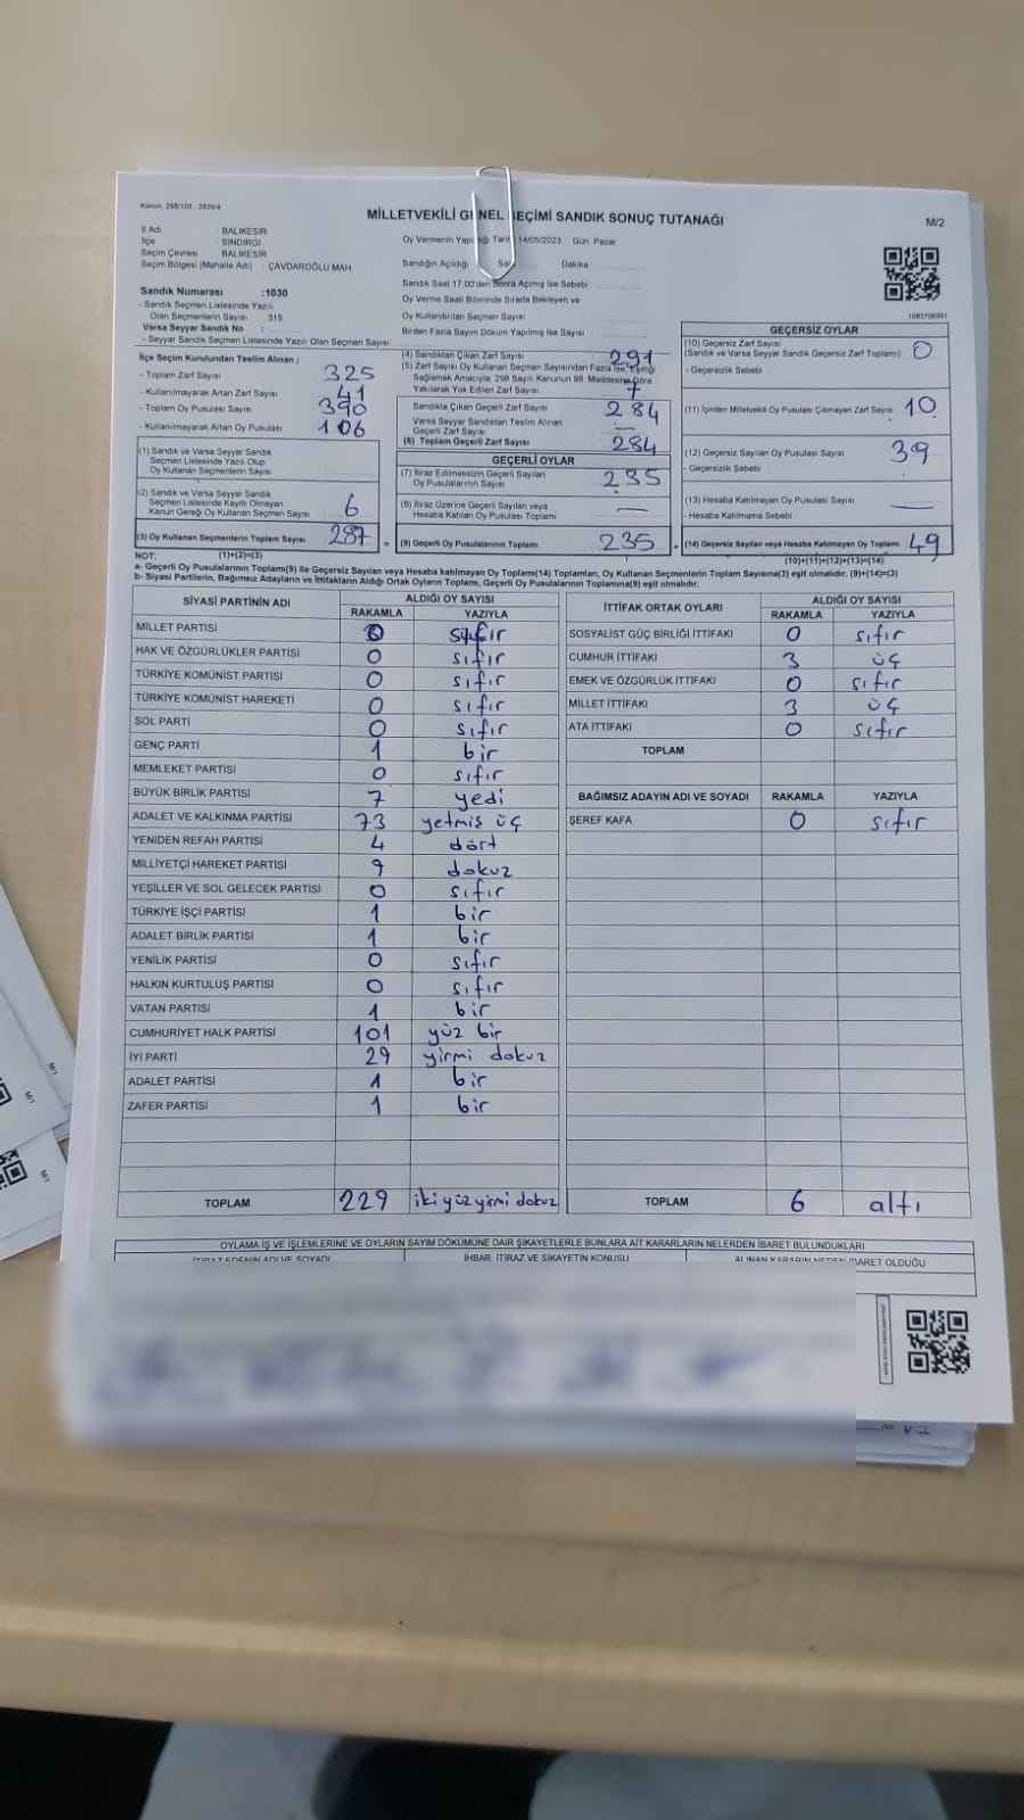 Kanun: 298/103 - 2839/4
MİLLETVEKİLİ GENEL SEÇİMİ SANDIK SONUÇ TUTANAĞI
M/2
İl Adı BALIKESİR
İlçe SINDIRGI
Seçim Çevresi BALIKESİR
Seçim Bölgesi (Mahalle Adı) ÇAVDAROĞLU MAH
Oy Vermenin Yapıldığı Tarih 14/05/2023 Gün Pazar
Sandığın Açıldığı Saat Dakika
Sandık Saat 17.00'den Sonra Açılmış İse Sebebi
Oy Verme Saati Bitiminde Sırada Bekleyen ve
Oy Kullandırılan Seçmen Sayısı
Birden Fazla Sayım Döküm Yapılmış İse Sayısı
Sandık Numarası :1030
- Sandık Seçmen Listesinde Yazılı
Olan Seçmenlerin Sayısı 315
Varsa Seyyar Sandık No :
- Seyyar Sandık Seçmen Listesinde Yazılı Olan Seçmen Sayısı
İlçe Seçim Kurulundan Teslim Alınan ;
- Toplam Zarf Sayısı 325
- Kullanılmayarak Artan Zarf Sayısı 41
- Toplam Oy Pusulası Sayısı 390
- Kullanılmayarak Artan Oy Pusulası 106
(1) Sandık ve Varsa Seyyar Sandık
Seçmen Listesinde Yazılı Olup
Oy Kullanan Seçmenlerin Sayısı
(2) Sandık ve Varsa Seyyar Sandık
Seçmen Listesinde Kayıtlı Olmayan
Kanun Gereği Oy Kullanan Seçmen Sayısı 6
(3) Oy Kullanan Seçmenlerin Toplam Sayısı 287
(4) Sandıktan Çıkan Zarf Sayısı 291
(5) Zarf Sayısı Oy Kullanan Seçmen Sayısından Fazla İse, Eşitliği
Sağlamak Amacıyla, 298 Sayılı Kanunun 98. Maddesine Göre
Yakılarak Yok Edilen Zarf Sayısı 7
Sandıkta Çıkan Geçerli Zarf Sayısı 284
Varsa Seyyar Sandıktan Teslim Alınan
Geçerli Zarf Sayısı —
(6) Toplam Geçerli Zarf Sayısı 284
GEÇERLİ OYLAR
(7) İtiraz Edilmeksizin Geçerli Sayılan
Oy Pusulalarının Sayısı 235
(8) İtiraz Üzerine Geçerli Sayılan ve
Hesaba Katılan Oy Pusulası Toplamı —
(9) Geçerli Oy Pusulalarının Toplamı 235
GEÇERSİZ OYLAR
(10) Geçersiz Zarf Sayısı
(Sandık ve Varsa Seyyar Sandık Geçersiz Zarf Toplamı) 0
- Geçersizlik Sebebi
(11) İçinden Milletvekili Oy Pusulası Çıkmayan Zarf Sayısı 10
(12) Geçersiz Sayılan Oy Pusulası Sayısı 39
- Geçersizlik Sebebi
(13) Hesaba Katılmayan Oy Pusulası Sayısı —
- Hesaba Katılmama Sebebi
(14) Geçersiz Sayılan veya Hesaba Katılmayan Oy Toplamı 49
NOT: (1)+(2)=(3)
(10)+(11)+(12)+(13)=(14)
a- Geçerli Oy Pusulalarının Toplamı(9) ile Geçersiz Sayılan veya Hesaba katılmayan Oy Toplamı(14) Toplamları, Oy Kullanan Seçmenlerin Toplam Sayısına(3) eşit olmalıdır. (9)+(14)=(3)
b- Siyasi Partilerin, Bağımsız Adayların ve İttifakların Aldığı Ortak Oyların Toplamı, Geçerli Oy Pusulalarının Toplamına(9) eşit olmalıdır.
SİYASİ PARTİNİN ADI ALDIĞI OY SAYISI
RAKAMLA YAZIYLA
MİLLET PARTİSİ 0 sıfır
HAK VE ÖZGÜRLÜKLER PARTİSİ 0 sıfır
TÜRKİYE KOMÜNİST PARTİSİ 0 sıfır
TÜRKİYE KOMÜNİST HAREKETİ 0 sıfır
SOL PARTİ 0 sıfır
GENÇ PARTİ 1 bir
MEMLEKET PARTİSİ 0 sıfır
BÜYÜK BİRLİK PARTİSİ 7 yedi
ADALET VE KALKINMA PARTİSİ 73 yetmiş üç
YENİDEN REFAH PARTİSİ 4 dört
MİLLİYETÇİ HAREKET PARTİSİ 9 dokuz
YEŞİLLER VE SOL GELECEK PARTİSİ 0 sıfır
TÜRKİYE İŞÇİ PARTİSİ 1 bir
ADALET BİRLİK PARTİSİ 1 bir
YENİLİK PARTİSİ 0 sıfır
HALKIN KURTULUŞ PARTİSİ 0 sıfır
VATAN PARTİSİ 1 bir
CUMHURİYET HALK PARTİSİ 101 yüz bir
İYİ PARTİ 29 yirmi dokuz
ADALET PARTİSİ 1 bir
ZAFER PARTİSİ 1 bir
TOPLAM 229 iki yüz yirmi dokuz
İTTİFAK ORTAK OYLARI ALDIĞI OY SAYISI
RAKAMLA YAZIYLA
SOSYALİST GÜÇ BİRLİĞİ İTTİFAKI 0 sıfır
CUMHUR İTTİFAKI 3 üç
EMEK VE ÖZGÜRLÜK İTTİFAKI 0 sıfır
MİLLET İTTİFAKI 3 üç
ATA İTTİFAKI 0 sıfır
TOPLAM
BAĞIMSIZ ADAYIN ADI VE SOYADI RAKAMLA YAZIYLA
ŞEREF KAFA 0 sıfır
TOPLAM 6 altı
OYLAMA İŞ VE İŞLEMLERİNE VE OYLARIN SAYIM DÖKÜMÜNE DAİR ŞİKAYETLERLE BUNLARA AİT KARARLARIN NELERDEN İBARET BULUNDUKLARI
İTİRAZ EDENİN ADI VE SOYADI İHBAR, İTİRAZ VE ŞİKAYETİN KONUSU ALINAN KARARIN NEDEN İBARET OLDUĞU